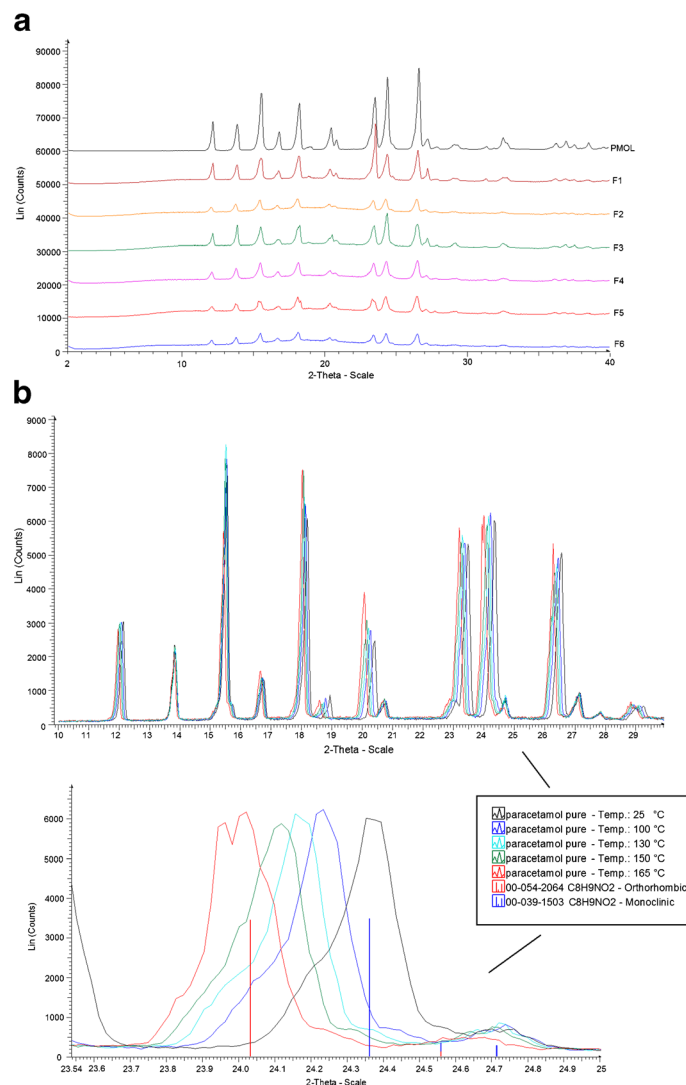 a
90000
80000
70000
60000
50000
40000
30000
20000
10000
0
Lin (Counts)
PMOL
F1
F2
F3
F4
F5
F6
2 10 20 30 40
2-Theta - Scale
b
9000
8000
7000
6000
5000
4000
3000
2000
1000
0
Lin (Counts)
10 11 12 13 14 15 16 17 18 19 20 21 22 23 24 25 26 27 28 29
2-Theta - Scale
6000
5000
4000
3000
2000
1000
0
Lin (Counts)
23.54 23.6 23.7 23.8 23.9 24.0 24.1 24.2 24.3 24.4 24.5 24.6 24.7 24.8 24.9 25
2-Theta - Scale
paracetamol pure - Temp.: 25 °C
paracetamol pure - Temp.: 100 °C
paracetamol pure - Temp.: 130 °C
paracetamol pure - Temp.: 150 °C
paracetamol pure - Temp.: 165 °C
00-054-2064 C8H9NO2 - Orthorhombic
00-039-1503 C8H9NO2 - Monoclinic